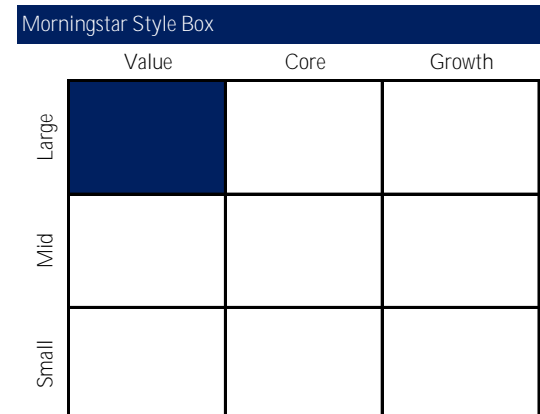 Morningstar Style Box
Value Core Growth
Large
Mid
Small